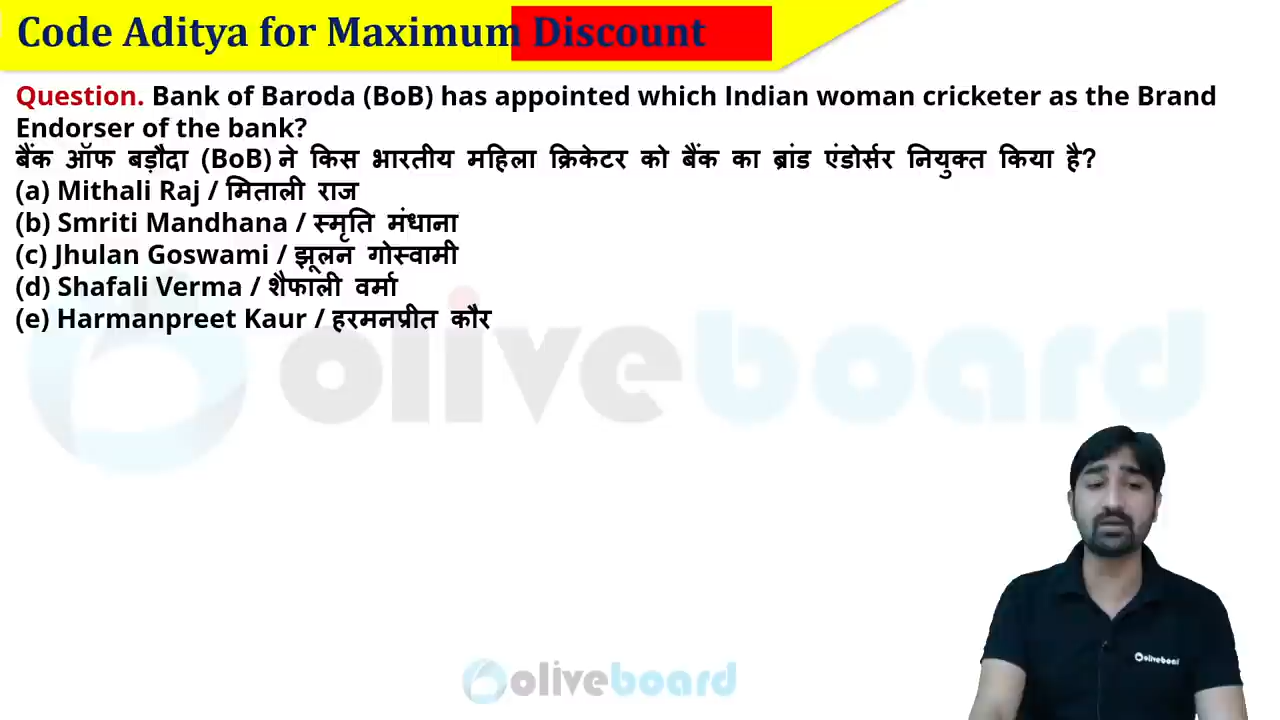 Code Aditya for Maximum Discount
Question. Bank of Baroda (BoB) has appointed which Indian woman cricketer as the Brand
Endorser of the bank?
बैंक ऑफ बड़ौदा (BoB) ने किस भारतीय महिला क्रिकेटर को बैंक का ब्रांड एंडोर्सर नियुक्त किया है?
(a) Mithali Raj / मिताली राज
(b) Smriti Mandhana / स्मृति मंधाना
(c) Jhulan Goswami / झूलन गोस्वामी
(d) Shafali Verma / शैफाली वर्मा
(e) Harmanpreet Kaur / हरमनप्रीत कौर
oliveboard
oliveboard
oliveboard